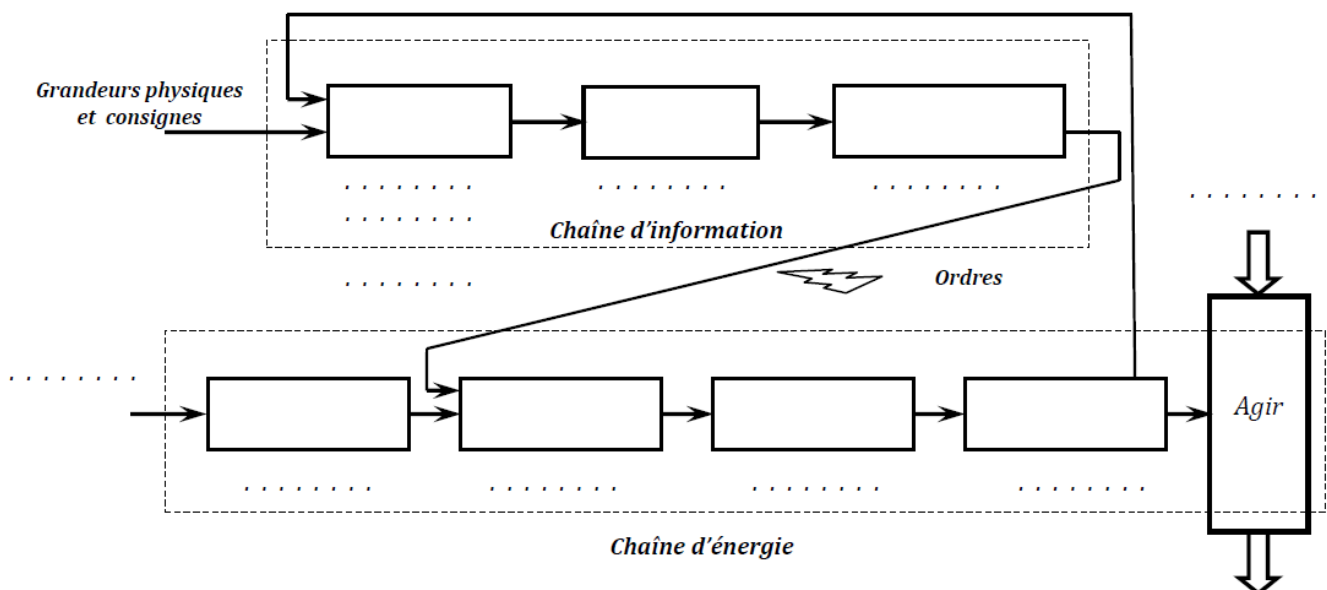 Grandeurs physiques
et consignes
. . . . . . . .
. . . . . . . .
. . . . . . . .
. . . . . . . .
. . . . . . . .
Chaîne d'information
. . . . . . . .
Ordres
. . . . . . . .
Agir
. . . . . . . .
. . . . . . . .
. . . . . . . .
. . . . . . . .
Chaîne d'énergie